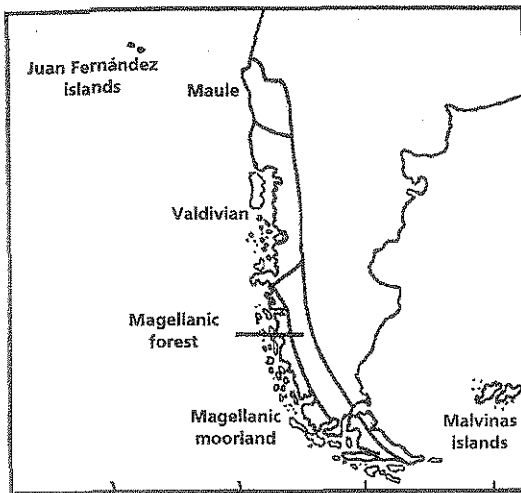 Juan Fernández
islands
Maule
Valdivian
Magellanic
forest
Magellanic
moorland
Malvinas
islands